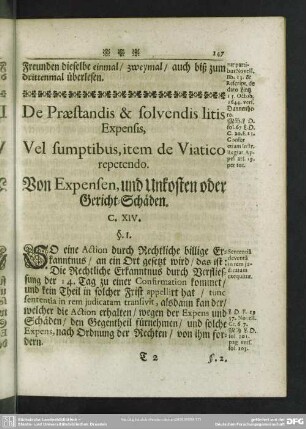 147
Freunden dieselbe einmal/ zweymal/ auch biß zum
drittenmal überlesen.
De Præstandis & solvendis litis
Expensis,
Vel sumptibus, item de Viatico
repetendo.
Von Expensen, und Unkosten oder
Gericht-Schäden.
C. XIV.
§. 1.
WO eine Action durch Rechtliche billige Er-
kanntnus/ an ein Ort gesetzt wird/ das ist:
Die Rechtliche Erkanntnus durch Verflies-
sung der 14. Tag zu einer Confirmation kommet/
und kein Theil in solcher Frist appellirt hat/ tunc
sententia in rem judicatam transivit, alsdann kan der/
welcher die Action erhalten/ wegen der Expens und
Schäden/ den Gegentheil fürnehmen/ und solche
Expens, nach Ordnung der Rechten/ von ihm for-
dern.
T 2
§. 2.